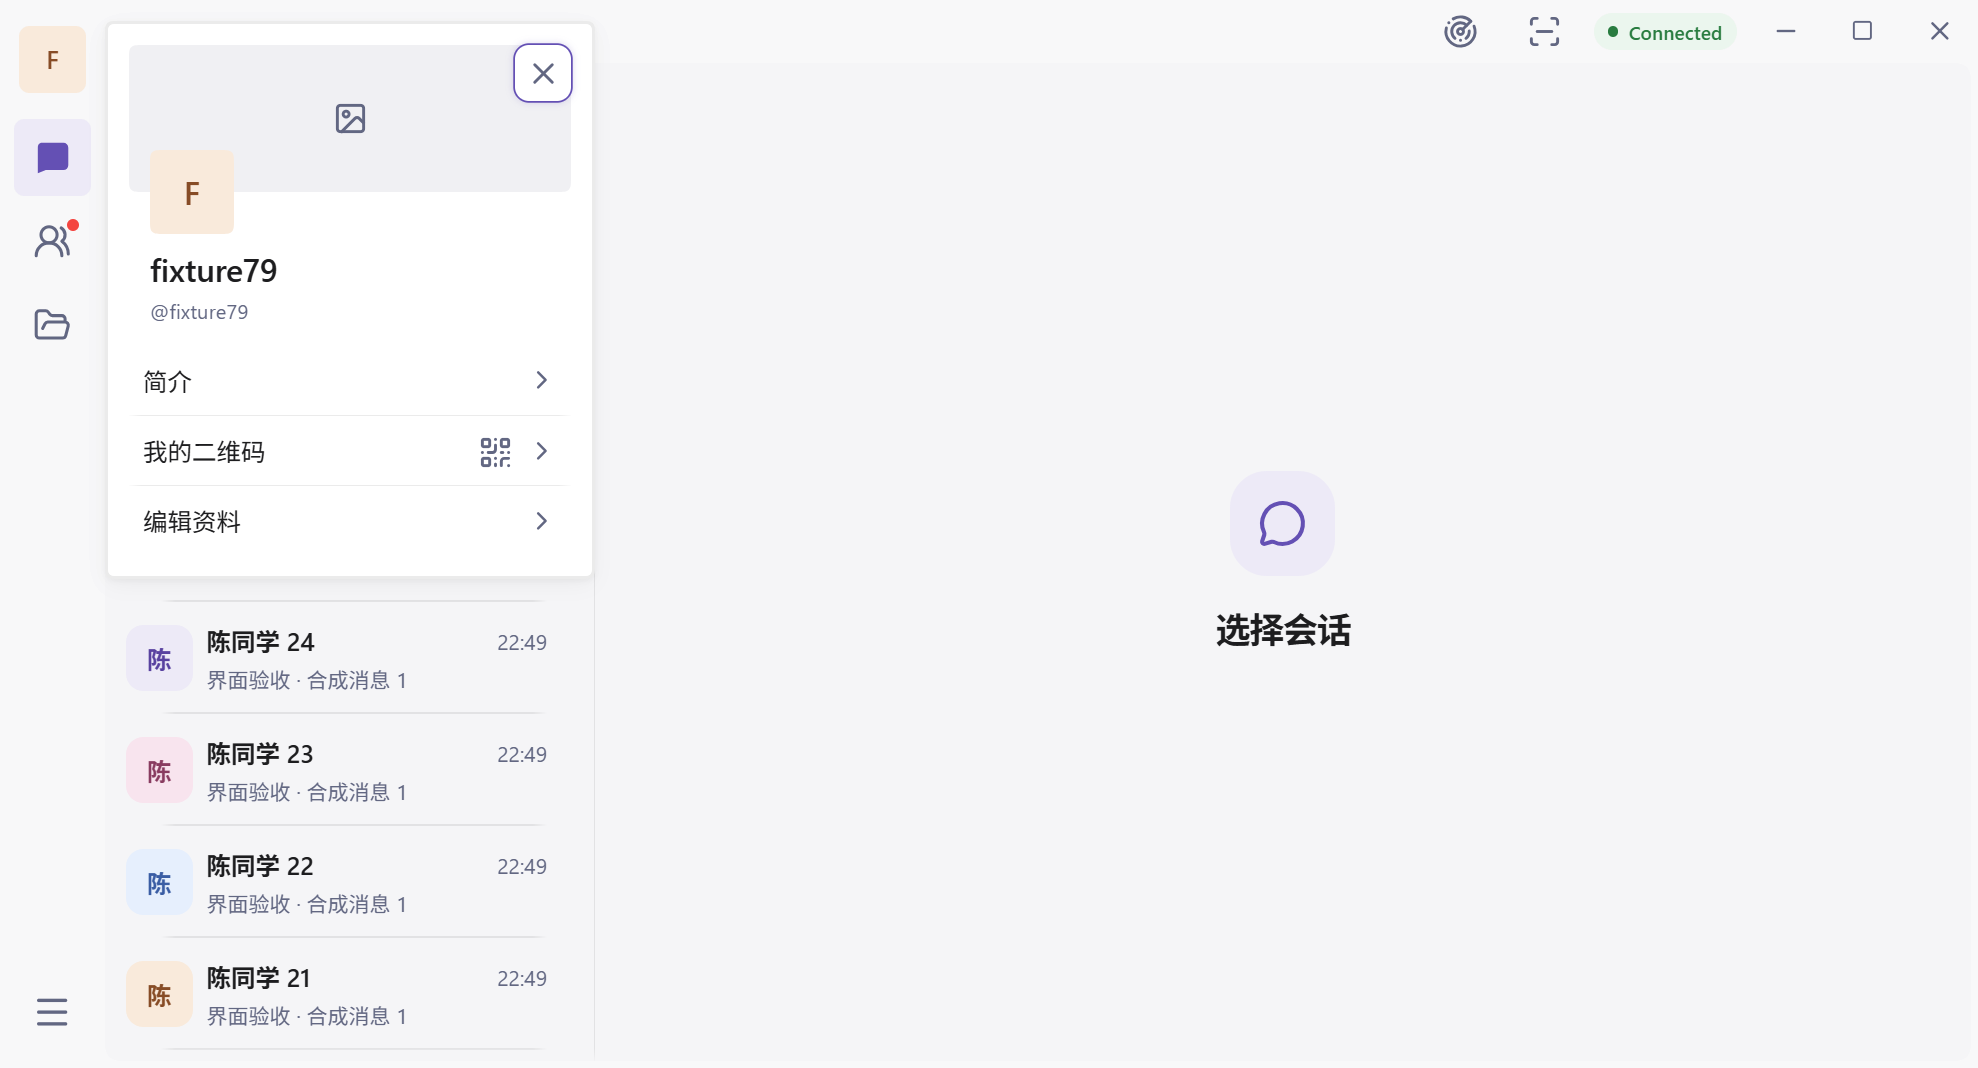 F
Connected
F
fixture79
@fixture79
简介
我的二维码
编辑资料
陈
陈同学 24
22:49
界面验收 · 合成消息 1
陈
陈同学 23
22:49
界面验收 · 合成消息 1
陈
陈同学 22
22:49
界面验收 · 合成消息 1
陈
陈同学 21
22:49
界面验收 · 合成消息 1
选择会话